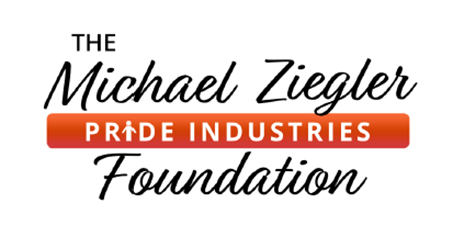 THE
Michael Ziegler
PRIDE INDUSTRIES
Foundation